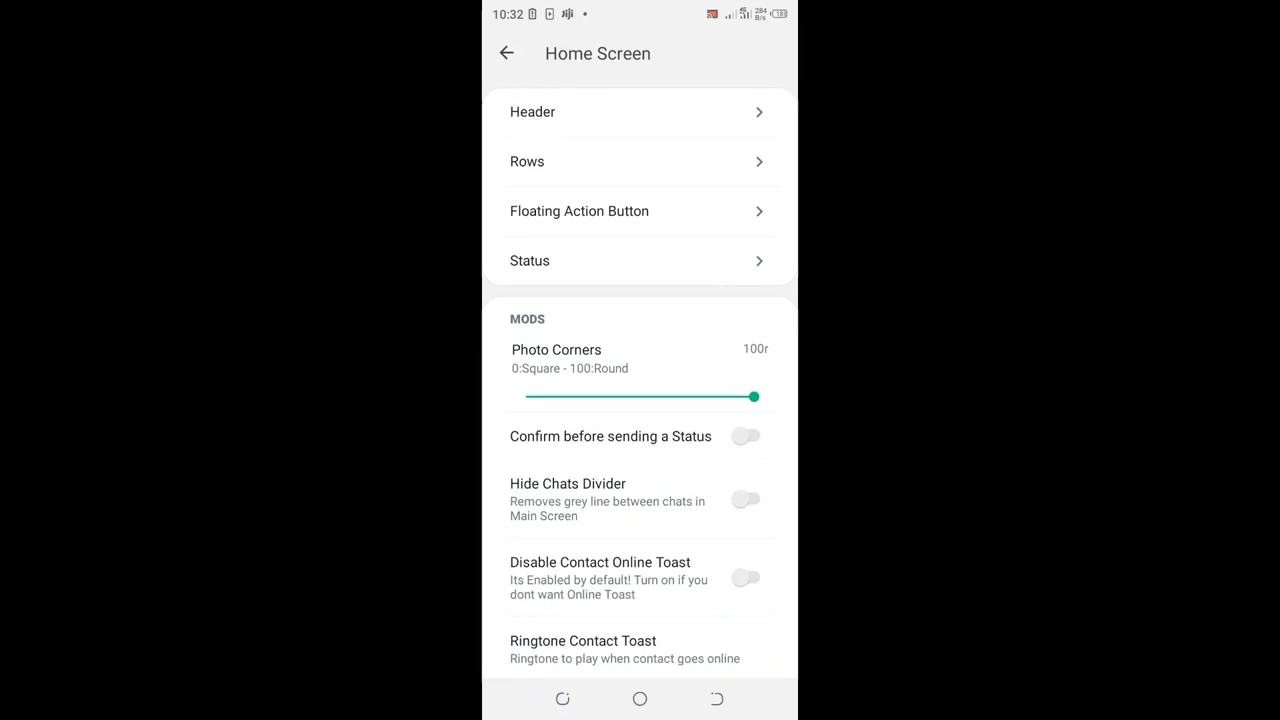 10:32
284
B/s
Home Screen
Header
Rows
Floating Action Button
Status
MODS
Photo Corners
100r
0:Square - 100:Round
Confirm before sending a Status
Hide Chats Divider
Removes grey line between chats in
Main Screen
Disable Contact Online Toast
Its Enabled by default! Turn on if you
dont want Online Toast
Ringtone Contact Toast
Ringtone to play when contact goes online